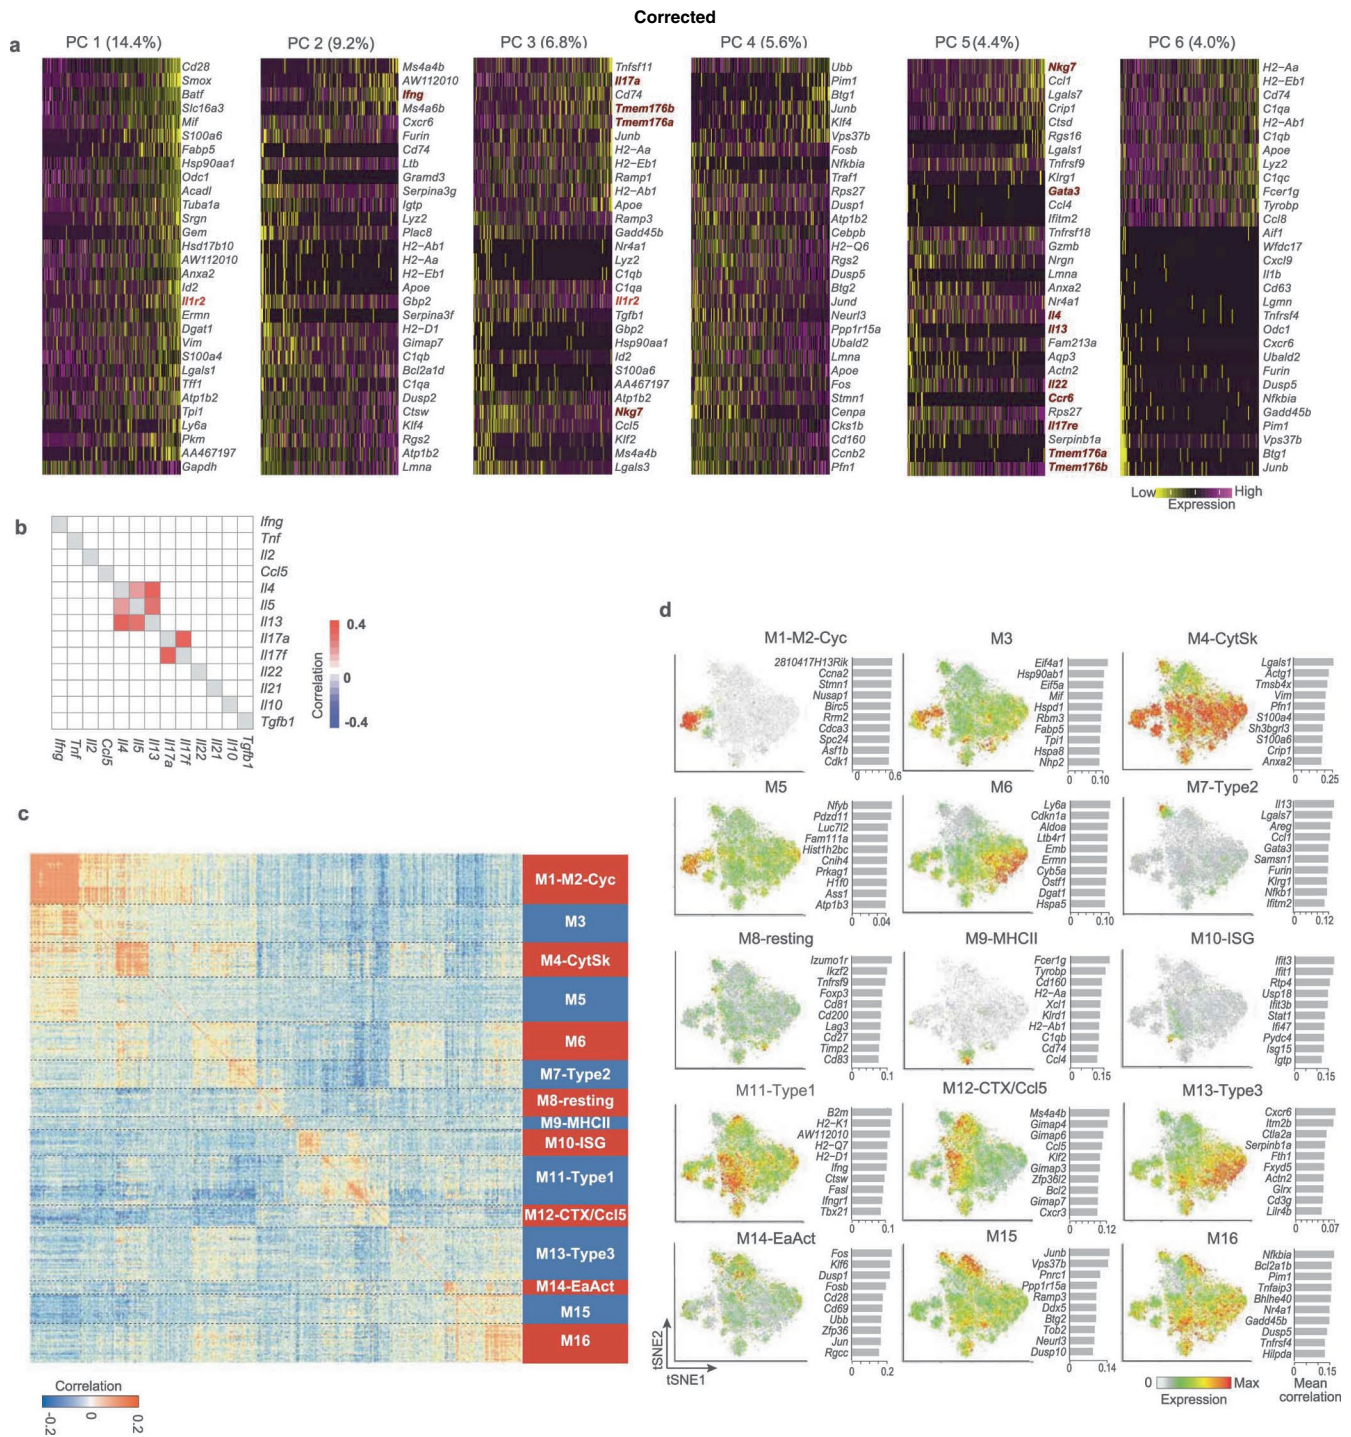 Corrected
a
PC 1 (14.4%)
Cd28
Smox
Batf
Slc16a3
Mif
S100a6
Fabp5
Hsp90aa1
Odc1
Acadl
Tuba1a
Srgn
Gem
Hsd17b10
AW112010
Anxa2
Id2
Il1r2
Ermn
Dgat1
Vim
S100a4
Lgals1
Tff1
Atp1b2
Tpi1
Ly6a
Pkm
AA467197
Gapdh
PC 2 (9.2%)
Ms4a4b
AW112010
Ifng
Ms4a6b
Cxcr6
Furin
Cd74
Ltb
Gramd3
Serpina3g
Igtp
Lyz2
Plac8
H2-Ab1
H2-Aa
H2-Eb1
Apoe
Gbp2
Serpina3f
H2-D1
Gimap7
C1qb
Bcl2a1d
C1qa
Dusp2
Ctsw
Klf4
Rgs2
Atp1b2
Lmna
PC 3 (6.8%)
Tnfsf11
Il17a
Cd74
Tmem176b
Tmem176a
Junb
H2-Aa
H2-Eb1
Ramp1
H2-Ab1
Apoe
Ramp3
Gadd45b
Nr4a1
Lyz2
C1qb
C1qa
Il1r2
Tgfb1
Gbp2
Hsp90aa1
Id2
S100a6
AA467197
Atp1b2
Nkg7
Ccl5
Klf2
Ms4a4b
Lgals3
PC 4 (5.6%)
Ubb
Pim1
Btg1
Junb
Klf4
Vps37b
Fosb
Nfkbia
Traf1
Rps27
Dusp1
Atp1b2
Cebpb
H2-Q6
Rgs2
Dusp5
Btg2
Jund
Neurl3
Ppp1r15a
Ubald2
Lmna
Apoe
Fos
Stmn1
Cenpa
Cks1b
Cd160
Ccnb2
Pfn1
PC 5 (4.4%)
Nkg7
Ccl1
Lgals7
Crip1
Ctsd
Rgs16
Lgals1
Tnfrsf9
Klrg1
Gata3
Ccl4
Ifitm2
Tnfrsf18
Gzmb
Nrgn
Lmna
Anxa2
Nr4a1
Il4
Il13
Fam213a
Aqp3
Actn2
Il22
Ccr6
Rps27
Il17re
Serpinb1a
Tmem176a
Tmem176b
PC 6 (4.0%)
H2-Aa
H2-Eb1
Cd74
C1qa
H2-Ab1
C1qb
Apoe
Lyz2
C1qc
Fcer1g
Tyrobp
Ccl8
Aif1
Wfdc17
Cxcl9
Il1b
Cd63
Lgmn
Tnfrsf4
Odc1
Cxcr6
Ubald2
Furin
Dusp5
Nfkbia
Gadd45b
Pim1
Vps37b
Btg1
Junb
Low High
Expression
b
Ifng
Tnf
Il2
Ccl5
Il4
Il5
Il13
Il17a
Il17f
Il22
Il21
Il10
Tgfb1
Ifng Tnf Il2 Ccl5 Il4 Il5 Il13 Il17a Il17f Il22 Il21 Il10 Tgfb1
0.4
0
-0.4
Correlation
c
M1-M2-Cyc
M3
M4-CytSk
M5
M6
M7-Type2
M8-resting
M9-MHCII
M10-ISG
M11-Type1
M12-CTX/Ccl5
M13-Type3
M14-EaAct
M15
M16
Correlation
-0.2 0 0.2
d
M1-M2-Cyc
2810417H13Rik
Ccna2
Stmn1
Nusap1
Birc5
Rrm2
Cdca3
Spc24
Asf1b
Cdk1
0 0.6
M3
Eif4a1
Hsp90ab1
Eif5a
Mif
Hspd1
Rbm3
Fabp5
Tpi1
Hspa8
Nhp2
0 0.10
M4-CytSk
Lgals1
Actg1
Tmsb4x
Vim
Pfn1
S100a4
Sh3bgrl3
S100a6
Crip1
Anxa2
0 0.25
M5
Nfyb
Pdzd11
Luc7l2
Fam111a
Hist1h2bc
Cnih4
Prkag1
H1f0
Ass1
Atp1b3
0 0.04
M6
Ly6a
Cdkn1a
Aldoa
Ltb4r1
Emb
Ermn
Cyb5a
Ostf1
Dgat1
Hspa5
0 0.10
M7-Type2
Il13
Lgals7
Areg
Ccl1
Gata3
Samsn1
Furin
Klrg1
Nfkb1
Ifitm2
0 0.12
M8-resting
Izumo1r
Ikzf2
Tnfrsf9
Foxp3
Cd81
Cd200
Lag3
Cd27
Timp2
Cd83
0 0.1
M9-MHCII
Fcer1g
Tyrobp
Cd160
H2-Aa
Xcl1
Klrd1
H2-Ab1
C1qb
Cd74
Ccl4
0 0.15
M10-ISG
Ifit3
Ifit1
Rtp4
Usp18
Ifit3b
Stat1
Ifi47
Pydc4
Isg15
Igtp
0 0.15
M11-Type1
B2m
H2-K1
AW112010
H2-Q7
H2-D1
Ifng
Ctsw
Fasl
Ifngr1
Tbx21
0 0.1
M12-CTX/Ccl5
Ms4a4b
Gimap4
Gimap6
Ccl5
Klf2
Gimap3
Zfp36l2
Bcl2
Gimap7
Cxcr3
0 0.12
M13-Type3
Cxcr6
Itm2b
Ctla2a
Serpinb1a
Fth1
Fxyd5
Actn2
Glrx
Cd3g
Lilr4b
0 0.07
M14-EaAct
Fos
Klf6
Dusp1
Fosb
Cd28
Cd69
Ubb
Zfp36
Jun
Rgcc
0 0.2
M15
Junb
Vps37b
Pnrc1
Ppp1r15a
Ramp3
Ddx5
Btg2
Tob2
Neurl3
Dusp10
0 0.14
M16
Nfkbia
Bcl2a1b
Pim1
Tnfaip3
Bhlhe40
Nr4a1
Gadd45b
Dusp5
Tnfrsf4
Hilpda
0 0.15
tSNE2
tSNE1
0 Max
Expression
Mean
correlation